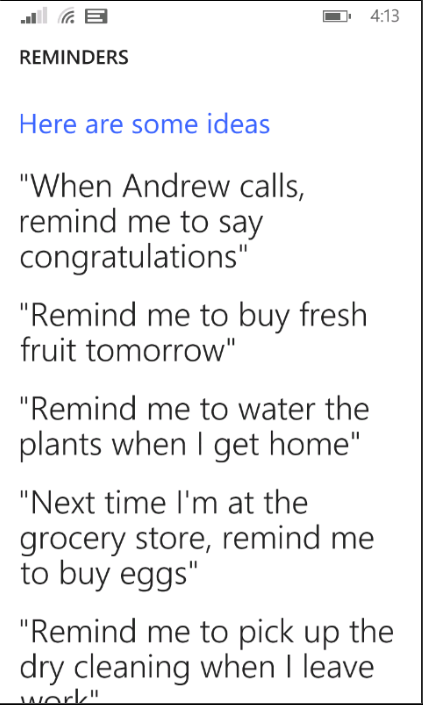 4:13
REMINDERS
Here are some ideas
"When Andrew calls,
remind me to say
congratulations"
"Remind me to buy fresh
fruit tomorrow"
"Remind me to water the
plants when I get home"
"Next time I'm at the
grocery store, remind me
to buy eggs"
"Remind me to pick up the
dry cleaning when I leave
work"